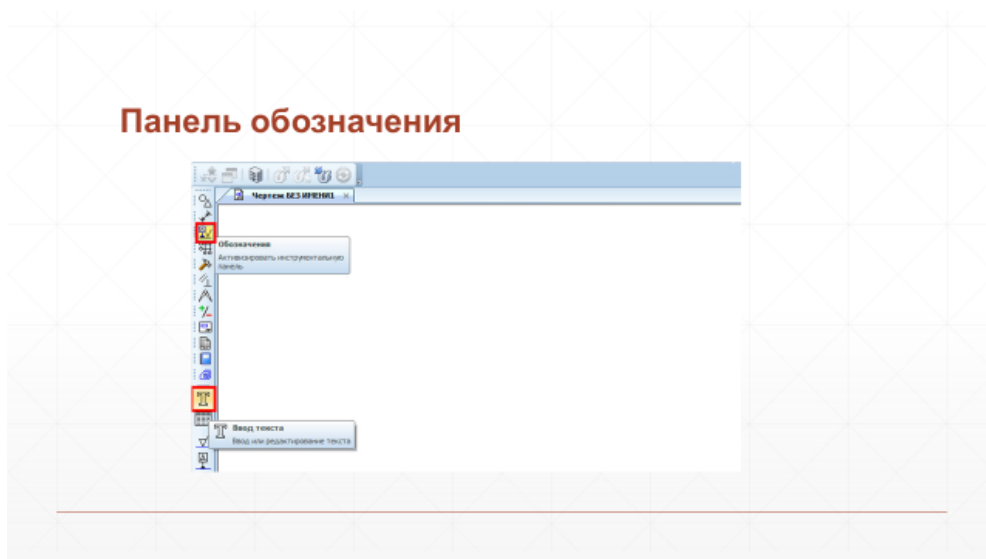 Панель обозначения
Чертеж БЕЗ ИМЕНИ1
Обозначения
Активизировать инструментальную
панель
Ввод текста
Ввод или редактирование текста